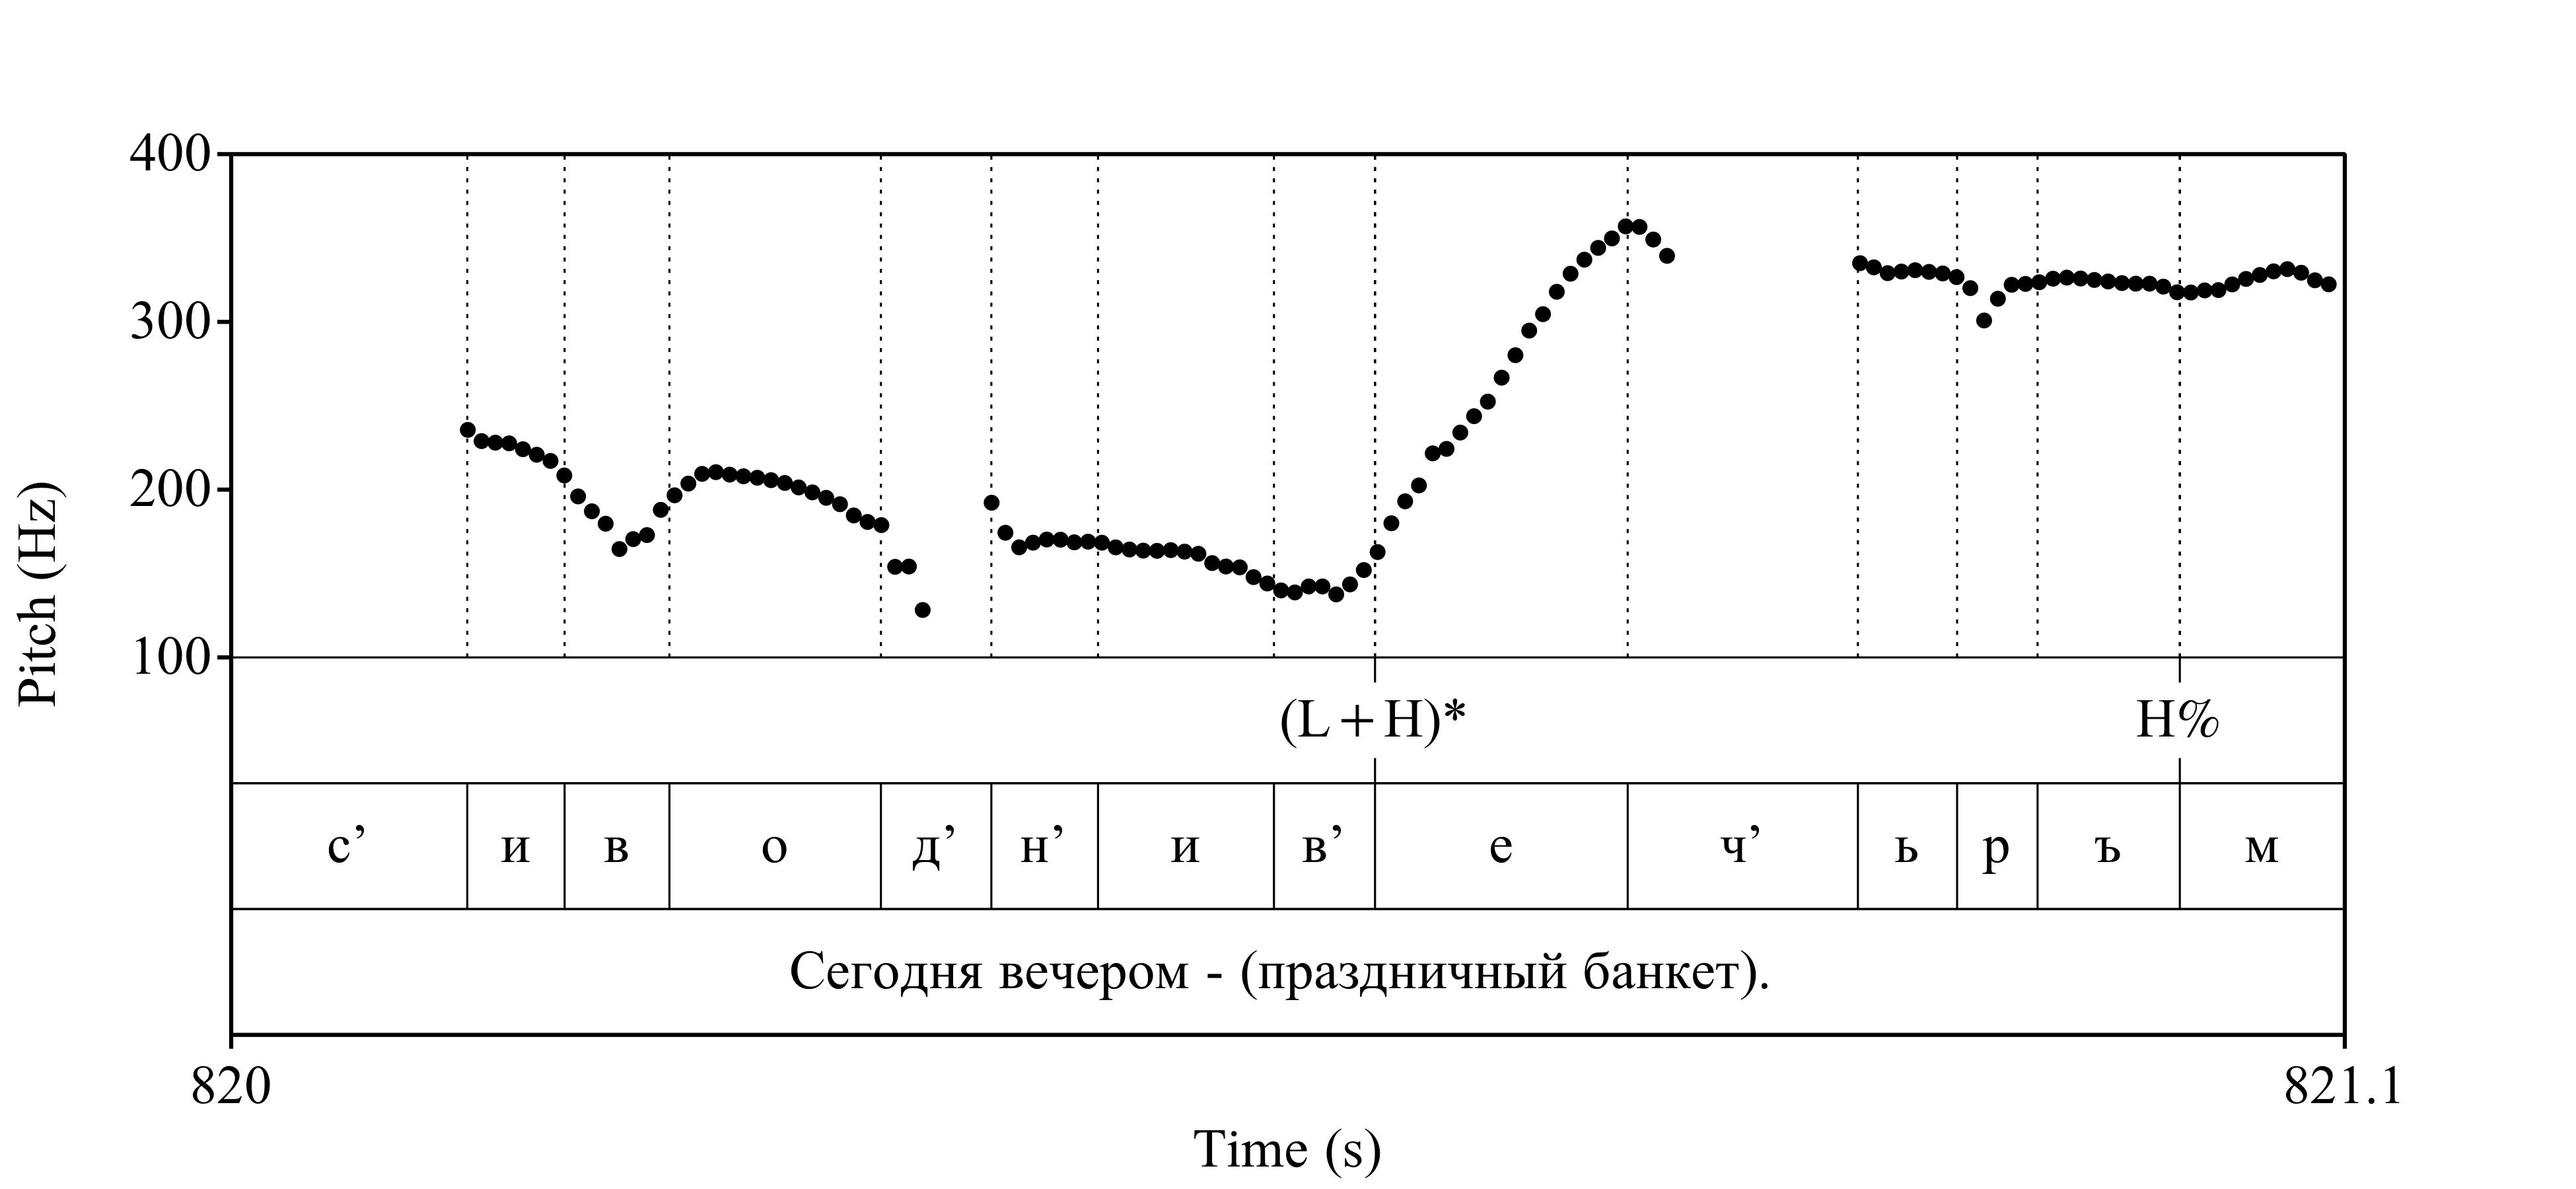 400
300
200
100
Pitch (Hz)
(L + H)* H%
с’ и в о д’ н’ и в’ е ч’ ь р ъ м
Сегодня вечером - (праздничный банкет).
820 821.1
Time (s)